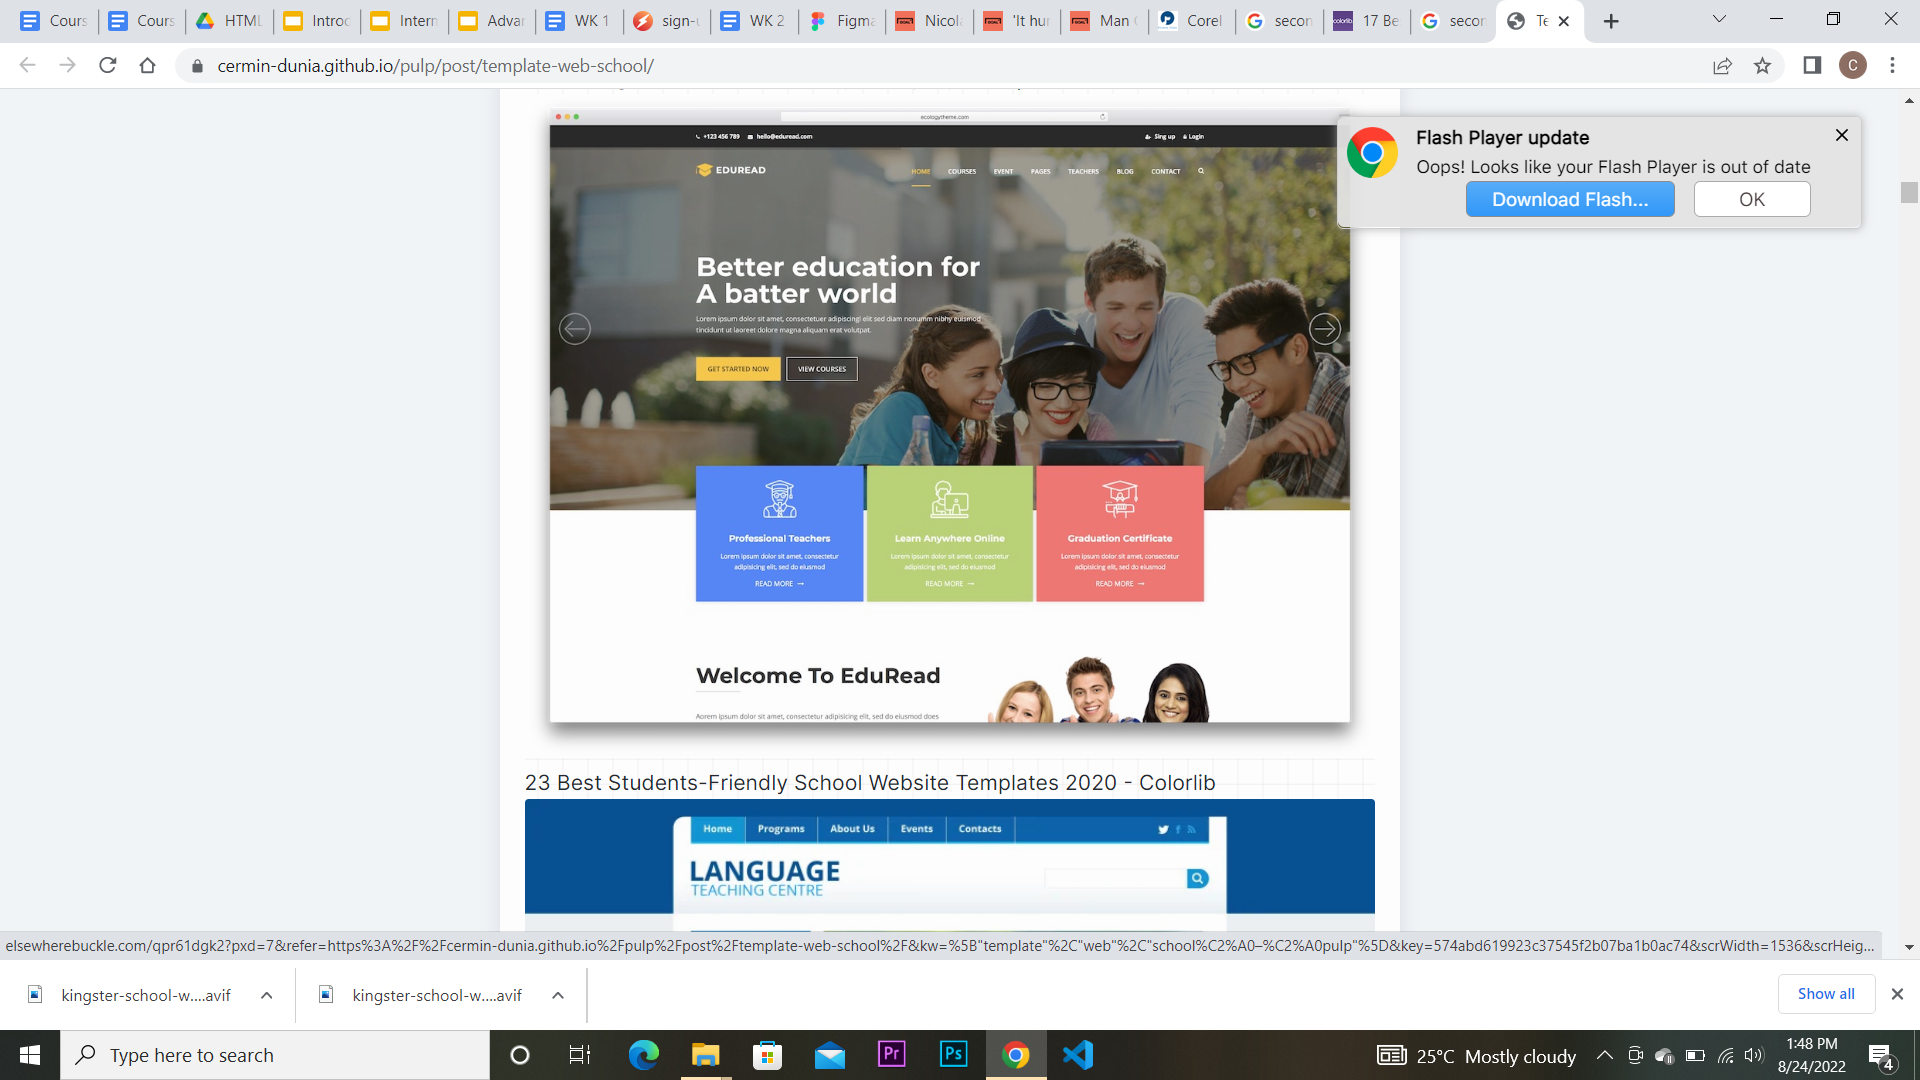 Cours
Cours
HTML
Introd
Intern
Advan
WK 1
sign-u
WK 2
Figma
Nicola
'It hur
Man
Corel
secon
17 Be
secon
Te
cermin-dunia.github.io/pulp/post/template-web-school/
C
ecologytheme.com
+123 456 789 hello@eduread.com Sing up Login
EDUREAD
HOME COURSES EVENT PAGES TEACHERS BLOG CONTACT
Flash Player update
Oops! Looks like your Flash Player is out of date
Download Flash... OK
Better education for
A batter world
Lorem ipsum dolor sit amet, consectetuer adipiscingi elit sed diam nonumm nibhy euismod
tincidunt ut laoreet dolore magna aliquam erat volutpat.
GET STARTED NOW VIEW COURSES
Professional Teachers
Lorem ipsum dolor sit amet, consectetur
adipisicing elit, sed do eiusmod
READ MORE →
Learn Anywhere Online
Lorem ipsum dolor sit amet, consectetur
adipisicing elit, sed do eiusmod
READ MORE →
Graduation Certificate
Lorem ipsum dolor sit amet, consectetur
adipisicing elit, sed do eiusmod
READ MORE →
Welcome To EduRead
Aorem ipsum dolor sit amet, consectetur adipisicing elit, sed do eiusmod does
23 Best Students-Friendly School Website Templates 2020 - Colorlib
Home Programs About Us Events Contacts
LANGUAGE
TEACHING CENTRE
elsewherebuckle.com/qpr61dgk2?pxd=7&refer=https%3A%2F%2Fcermin-dunia.github.io%2Fpulp%2Fpost%2Ftemplate-web-school%2F&kw=%5B"template"%2C"web"%2C"school%C2%A0–%C2%A0pulp"%5D&key=574abd619923c37545f2b07ba1b0ac74&scrWidth=1536&scrHeig...
kingster-school-w....avif
kingster-school-w....avif
Show all
Type here to search
Pr
Ps
25°C Mostly cloudy
1:48 PM
8/24/2022
4